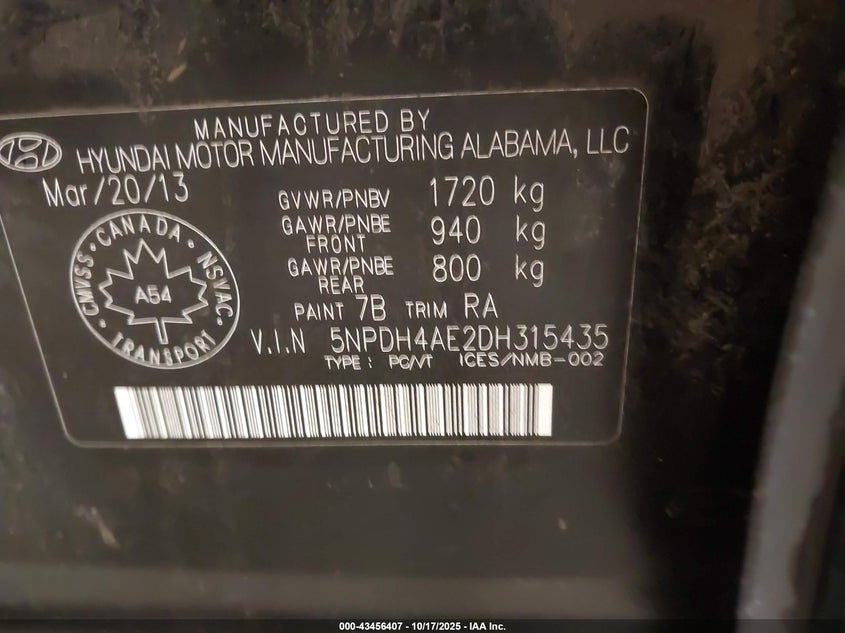 MANUFACTURED BY
HYUNDAI MOTOR MANUFACTURING ALABAMA, LLC
Mar/20/13
GVWR/PNBV 1720 kg
GAWR/PNBE FRONT 940 kg
GAWR/PNBE REAR 800 kg
PAINT 7B TRIM RA
V.I.N 5NPDH4AE2DH315435
TYPE : PC/VT ICES/NMB-002
CMVSS · CANADA · NSVAC · TRANSPORT ·
A54
000-43456407 - 10/17/2025 - IAA Inc.